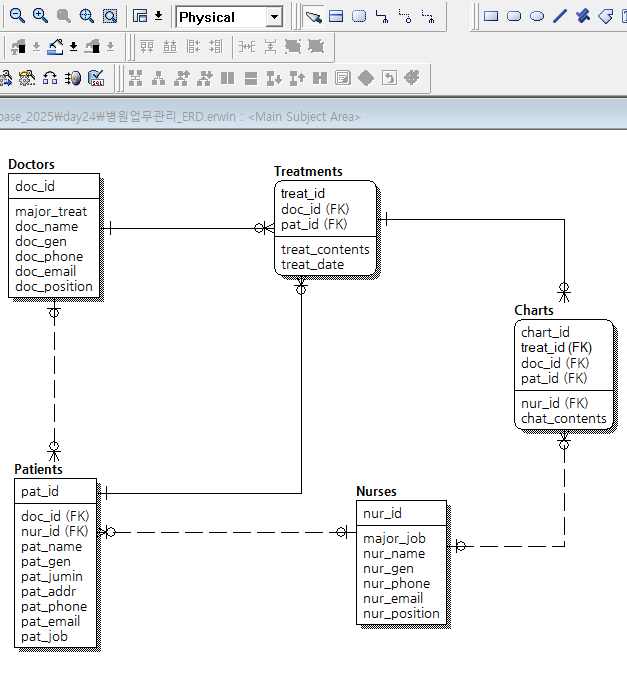 Physical
SQL
base_2025₩day24₩병원업무관리_ERD.erwin : <Main Subject Area>
Doctors
doc_id
major_treat
doc_name
doc_gen
doc_phone
doc_email
doc_position
Treatments
treat_id
doc_id (FK)
pat_id (FK)
treat_contents
treat_date
Charts
chart_id
treat_id (FK)
doc_id (FK)
pat_id (FK)
nur_id (FK)
chat_contents
Patients
pat_id
doc_id (FK)
nur_id (FK)
pat_name
pat_gen
pat_jumin
pat_addr
pat_phone
pat_email
pat_job
Nurses
nur_id
major_job
nur_name
nur_gen
nur_phone
nur_email
nur_position